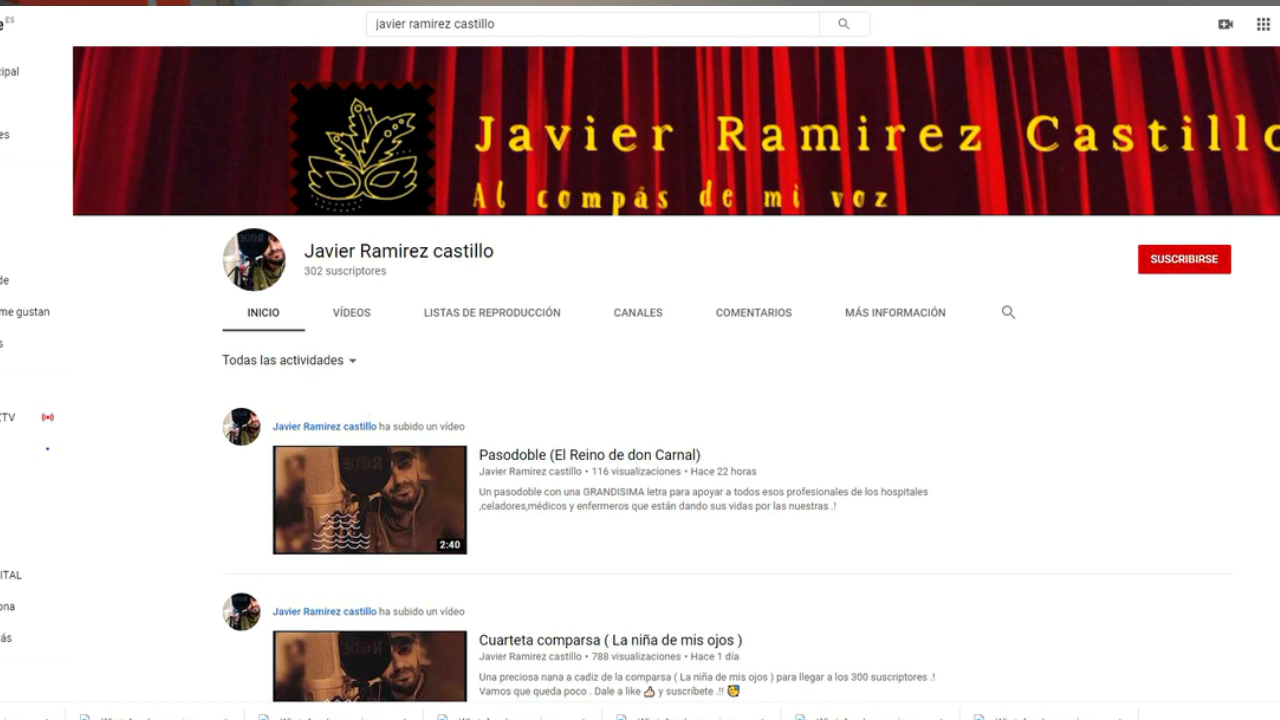 ES
javier ramirez castillo
Javier Ramirez Castillo
Al compás de mi voz
Javier Ramirez castillo
302 suscriptores
SUSCRIBIRSE
INICIO VÍDEOS LISTAS DE REPRODUCCIÓN CANALES COMENTARIOS MÁS INFORMACIÓN
me gustan
Todas las actividades
Javier Ramirez castillo ha subido un vídeo
Pasodoble (El Reino de don Carnal)
Javier Ramirez castillo • 116 visualizaciones • Hace 22 horas
Un pasodoble con una GRANDISIMA letra para apoyar a todos esos profesionales de los hospitales
,celadores,médicos y enfermeros que están dando sus vidas por las nuestras .!
2:40
Javier Ramirez castillo ha subido un vídeo
Cuarteta comparsa ( La niña de mis ojos )
Javier Ramirez castillo • 788 visualizaciones • Hace 1 día
Una preciosa nana a cadiz de la comparsa ( La niña de mis ojos ) para llegar a los 300 suscriptores .!
Vamos que queda poco . Dale a like 👍🏻 y suscríbete .!! 🥳